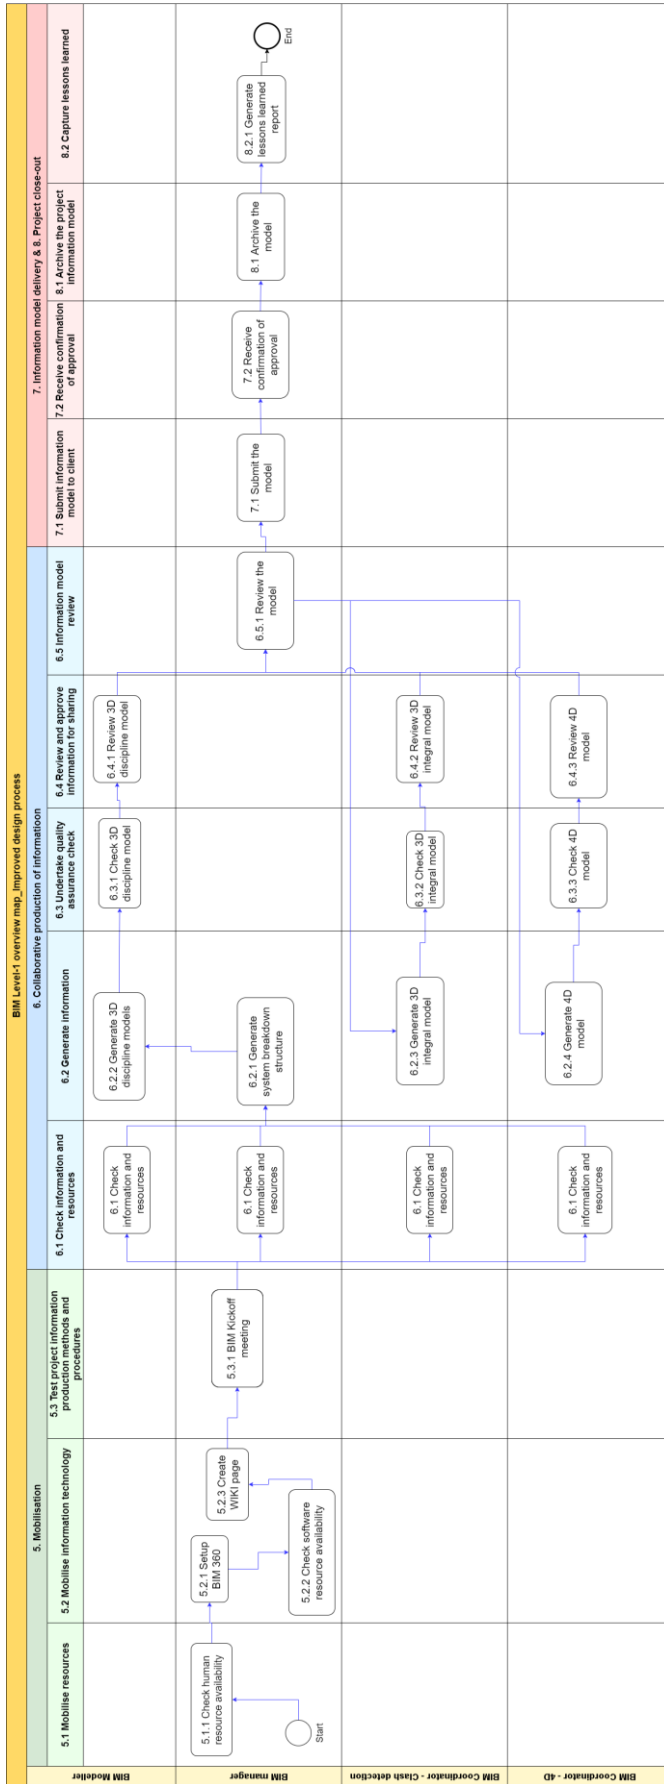 BIM Level-1 overview map_Improved design process
5. Mobilisation
6. Collaborative production of informatioon
7. Information model delivery & 8. Project close-out
5.1 Mobilise resources
5.2 Mobilise information technology
5.3 Test project information
production methods and
procedures
6.1 Check information and
resources
6.2 Generate information
6.3 Undertake quality
assurance check
6.4 Review and approve
information for sharing
6.5 Information model
review
7.1 Submit information
model to client
7.2 Receive confirmation
of approval
8.1 Archive the project
information model
8.2 Capture lessons learned
BIM Modeller
6.1 Check
information and
resources
6.2.2 Generate 3D
discipline models
6.3.1 Check 3D
discipline model
6.4.1 Review 3D
discipline model
BIM manager
Start
5.1.1 Check human
resource availability
5.2.1 Setup
BIM 360
5.2.2 Check software
resource availability
5.2.3 Create
WIKI page
5.3.1 BIM Kickoff
meeting
6.1 Check
information and
resources
6.2.1 Generate
system breakdown
structure
6.5.1 Review the
model
7.1 Submit the
model
7.2 Receive
confirmation of
approval
8.1 Archive the
model
8.2.1 Generate
lessons learned
report
End
BIM Coordinator - Clash detection
6.1 Check
information and
resources
6.2.3 Generate 3D
integral model
6.3.2 Check 3D
integral model
6.4.2 Review 3D
integral model
BIM Coordinator - 4D
6.1 Check
information and
resources
6.2.4 Generate 4D
model
6.3.3 Check 4D
model
6.4.3 Review 4D
model